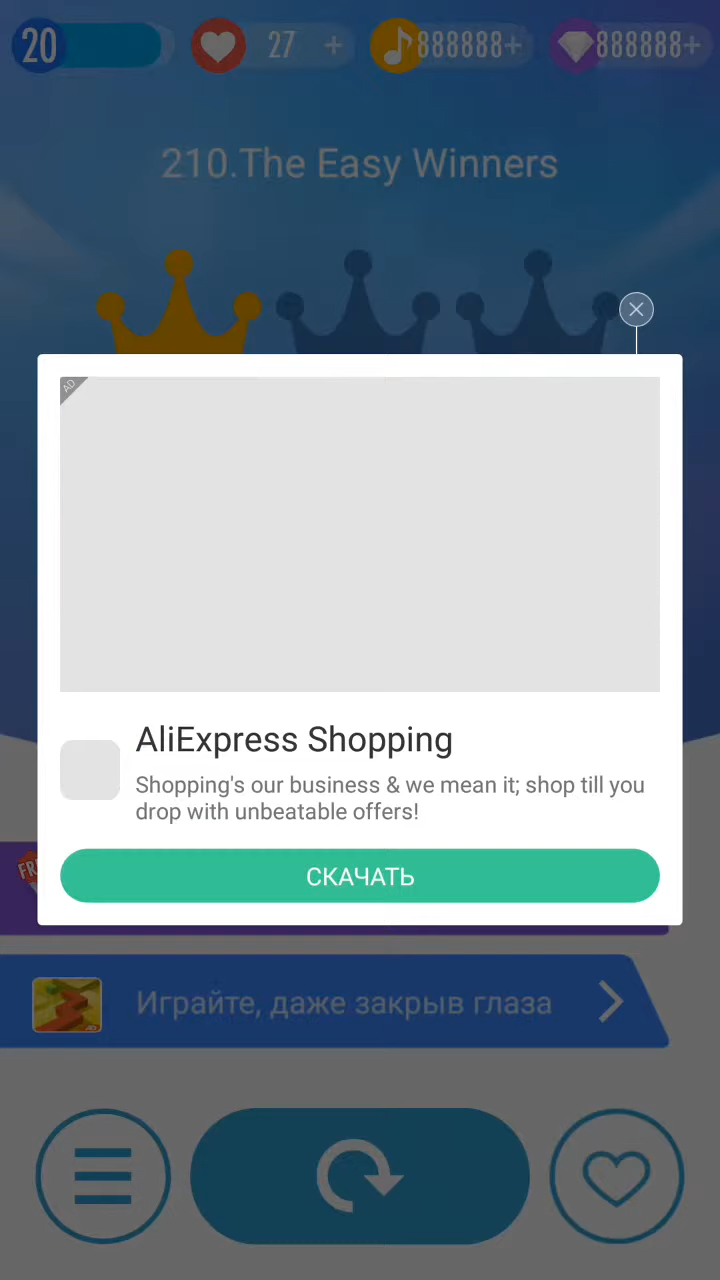 20
27 +
888888+
888888+
210.The Easy Winners
AD
AliExpress Shopping
Shopping's our business & we mean it; shop till you
drop with unbeatable offers!
СКАЧАТЬ
Играйте, даже закрыв глаза
AD